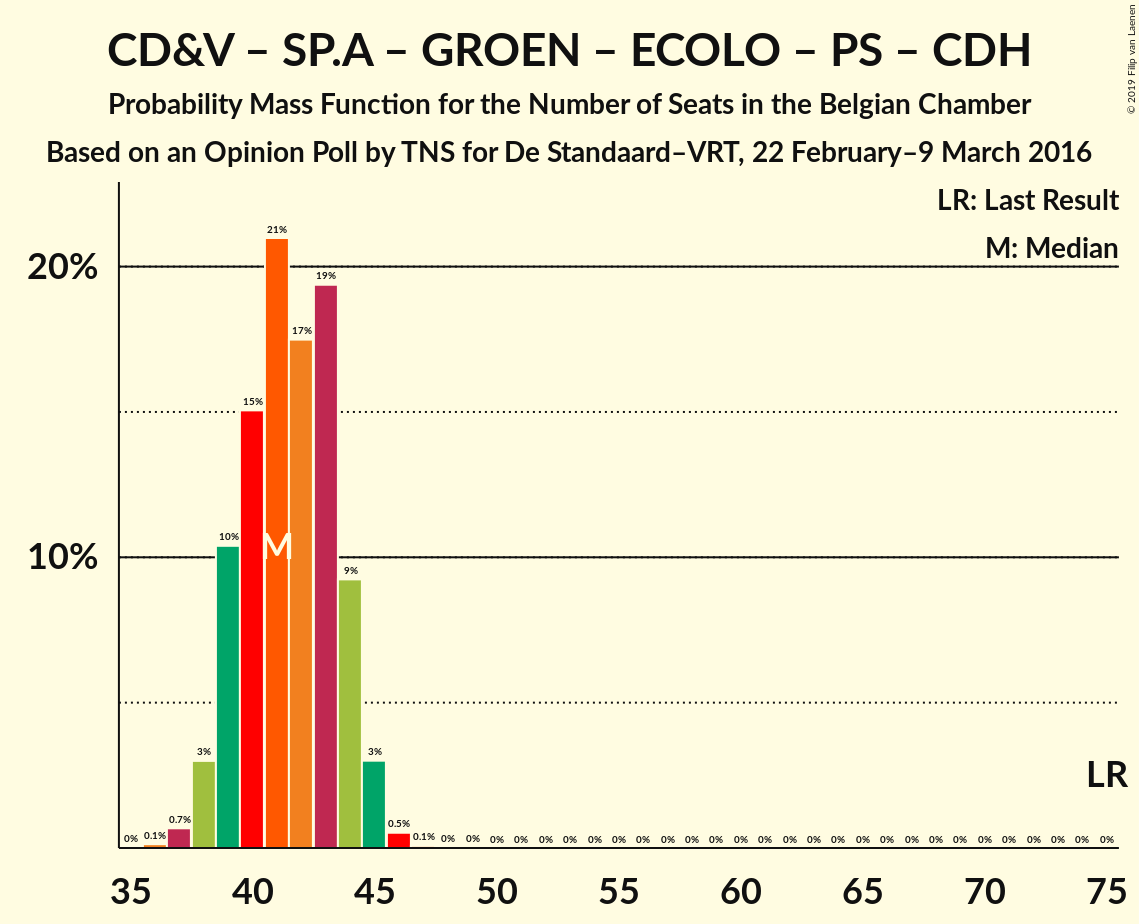 CD&V – SP.A – GROEN – ECOLO – PS – CDH
Probability Mass Function for the Number of Seats in the Belgian Chamber
Based on an Opinion Poll by TNS for De Standaard–VRT, 22 February–9 March 2016
© 2019 Filip van Laenen
LR: Last Result
M: Median
20%
10%
0% 0.1% 0.7% 3% 10% 15% 21% 17% 19% 9% 3% 0.5% 0.1% 0% 0% 0% 0% 0% 0% 0% 0% 0% 0% 0% 0% 0% 0% 0% 0% 0% 0% 0% 0% 0% 0% 0% 0% 0% 0% 0% 0%
M
LR
35 40 45 50 55 60 65 70 75